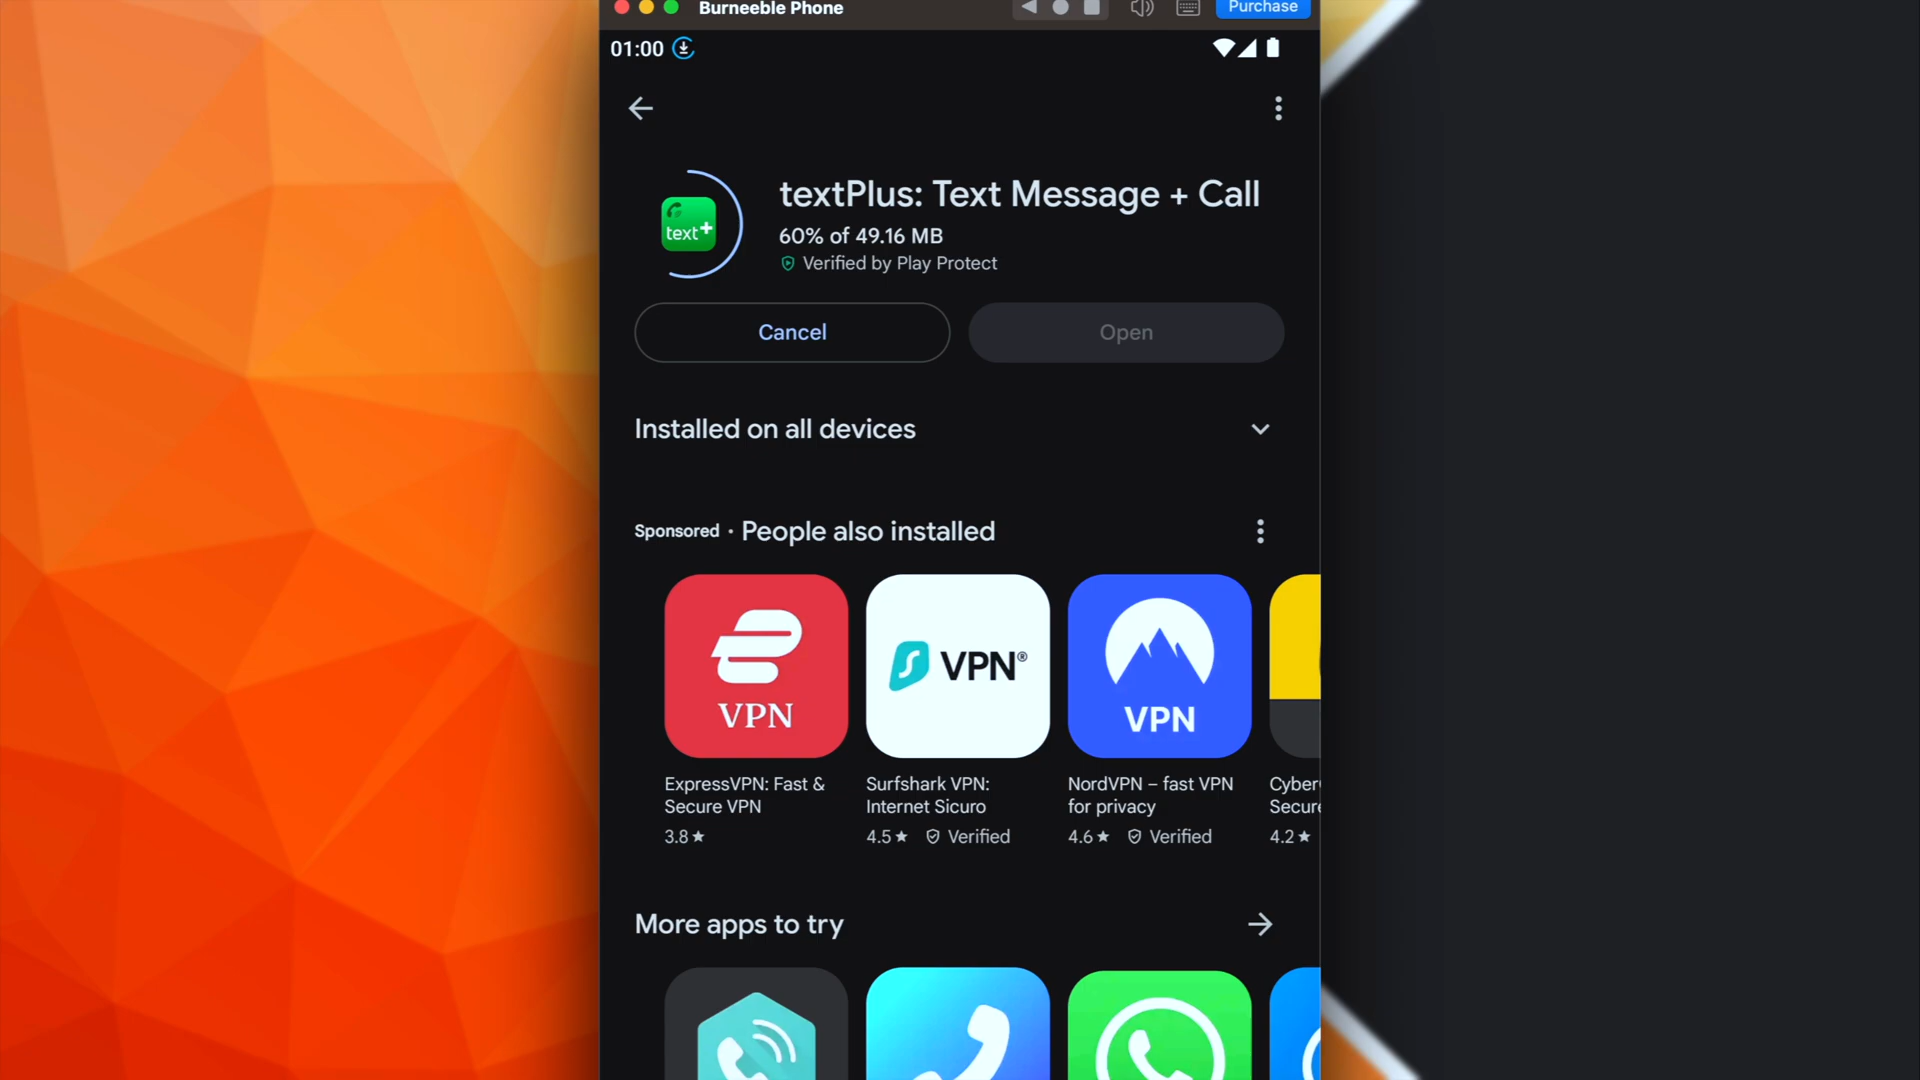 Burneeble Phone
Purchase
01:00
textPlus: Text Message + Call
text+
60% of 49.16 MB
Verified by Play Protect
Cancel
Open
Installed on all devices
Sponsored · People also installed
VPN
VPN®
VPN
ExpressVPN: Fast &
Secure VPN
3.8★
Surfshark VPN:
Internet Sicuro
4.5★ Verified
NordVPN – fast VPN
for privacy
4.6★ Verified
Cyber
Secure
4.2★
More apps to try